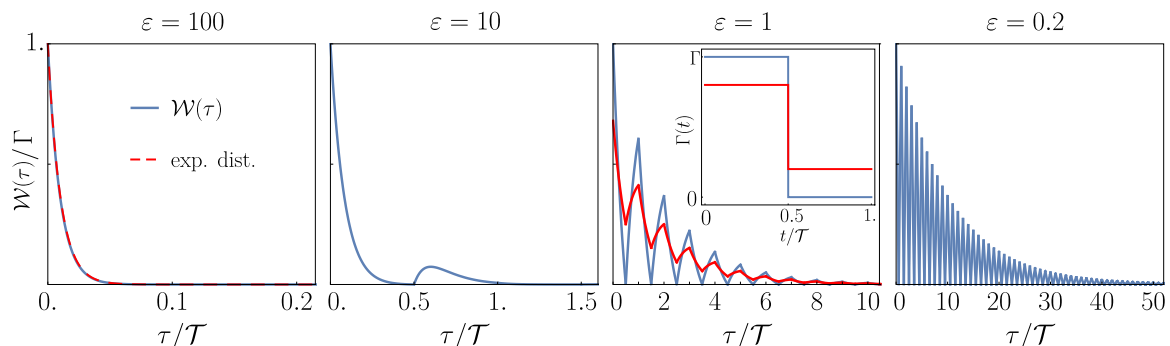 ε = 100
ε = 10
ε = 1
ε = 0.2
1.
𝒲(τ)/Γ
𝒲(τ)
exp. dist.
Γ
Γ(t)
0
0 0.5 1.
t/𝒯
0. 0.1 0.2
0. 0.5 1. 1.5
0 2 4 6 8 10
0 10 20 30 40 50
τ/𝒯
τ/𝒯
τ/𝒯
τ/𝒯